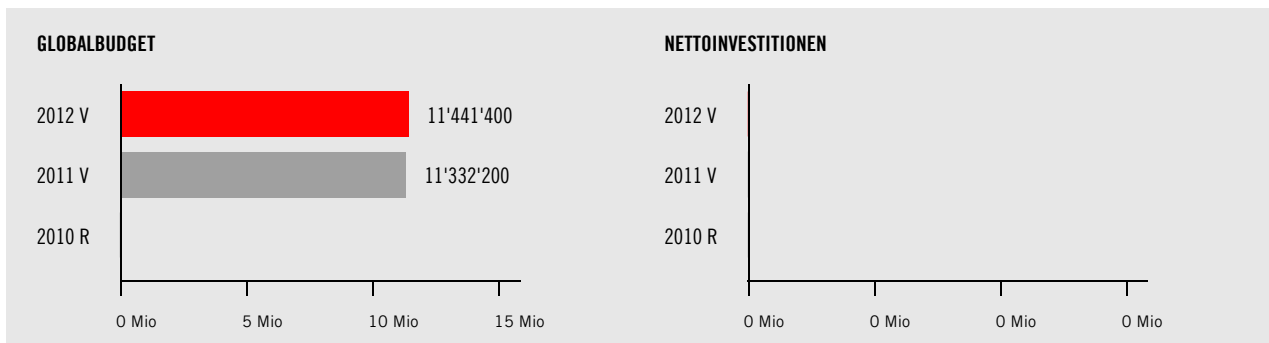 GLOBALBUDGET
2012 V 11'441'400
2011 V 11'332'200
2010 R
0 Mio 5 Mio 10 Mio 15 Mio
NETTOINVESTITIONEN
2012 V
2011 V
2010 R
0 Mio 0 Mio 0 Mio 0 Mio